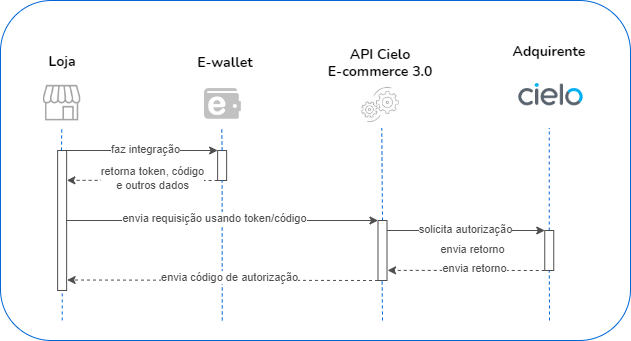 Loja
E-wallet
API Cielo
E-commerce 3.0
Adquirente
e
cielo
faz integração
retorna token, código
e outros dados
envia requisição usando token/código
solicita autorização
envia retorno
envia retorno
envia código de autorização